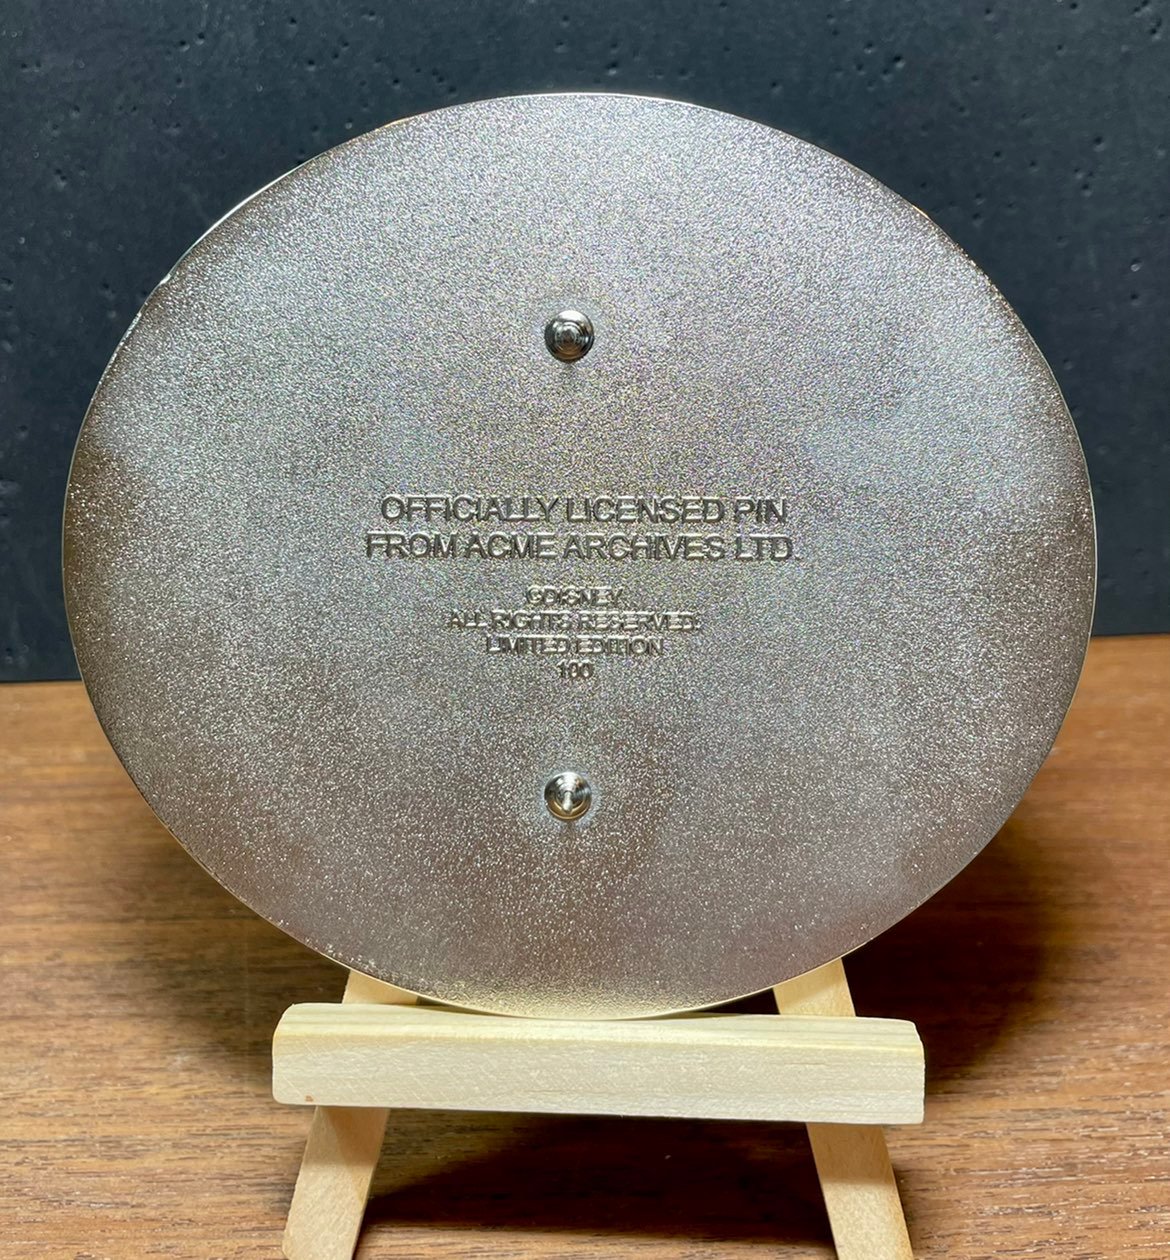 OFFICIALLY LICENSED PIN
FROM ACME ARCHIVES LTD.
©DISNEY.
ALL RIGHTS RESERVED.
LIMITED EDITION
100